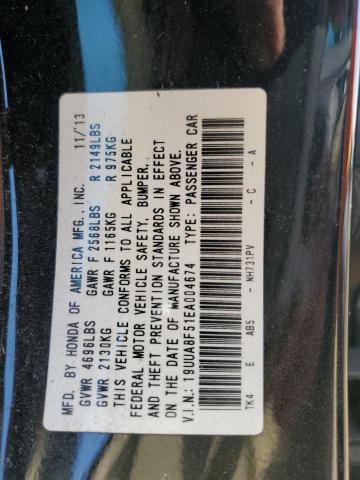 MFD. BY HONDA OF AMERICA MFG., INC. 11/13
GVWR 4698LBS GAWR F 2568LBS R 2149LBS
GVWR 2130KG GAWR F 1165KG R 975KG
THIS VEHICLE CONFORMS TO ALL APPLICABLE
FEDERAL MOTOR VEHICLE SAFETY, BUMPER,
AND THEFT PREVENTION STANDARDS IN EFFECT
ON THE DATE OF MANUFACTURE SHOWN ABOVE.
V.I.N.: 19UUA8F51EA004674 TYPE: PASSENGER CAR
TK4 E AB5 - NH731PV - C - A